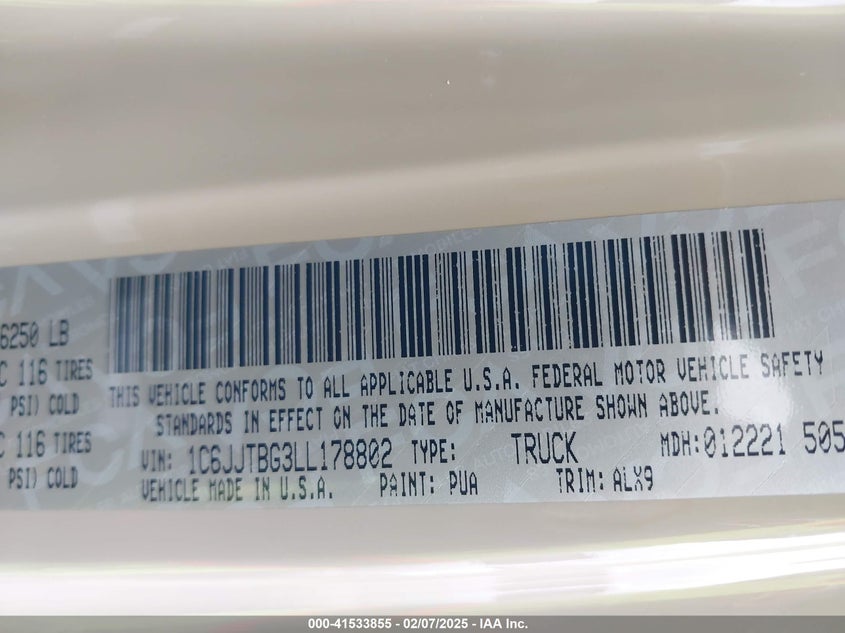 6250 LB
C 116 TIRES
PSI) COLD
C 116 TIRES
PSI) COLD
THIS VEHICLE CONFORMS TO ALL APPLICABLE U.S.A. FEDERAL MOTOR VEHICLE SAFETY
STANDARDS IN EFFECT ON THE DATE OF MANUFACTURE SHOWN ABOVE.
VIN: 1C6JJTBG3LL178802 TYPE: TRUCK MDH:012221 505
VEHICLE MADE IN U.S.A. PAINT: PUA TRIM: ALX9
000-41533855 - 02/07/2025 - IAA Inc.